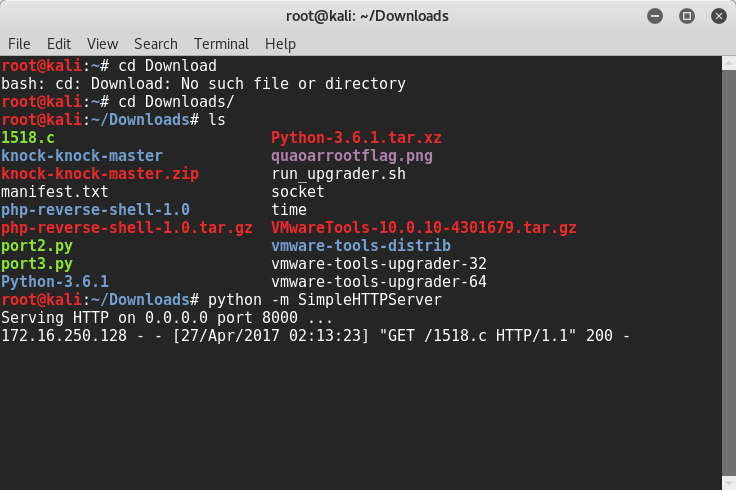 root@kali: ~/Downloads
File Edit View Search Terminal Help
root@kali:~# cd Download
bash: cd: Download: No such file or directory
root@kali:~# cd Downloads/
root@kali:~/Downloads# ls
1518.c Python-3.6.1.tar.xz
knock-knock-master quaoarrootflag.png
knock-knock-master.zip run_upgrader.sh
manifest.txt socket
php-reverse-shell-1.0 time
php-reverse-shell-1.0.tar.gz VMwareTools-10.0.10-4301679.tar.gz
port2.py vmware-tools-distrib
port3.py vmware-tools-upgrader-32
Python-3.6.1 vmware-tools-upgrader-64
root@kali:~/Downloads# python -m SimpleHTTPServer
Serving HTTP on 0.0.0.0 port 8000 ...
172.16.250.128 - - [27/Apr/2017 02:13:23] "GET /1518.c HTTP/1.1" 200 -